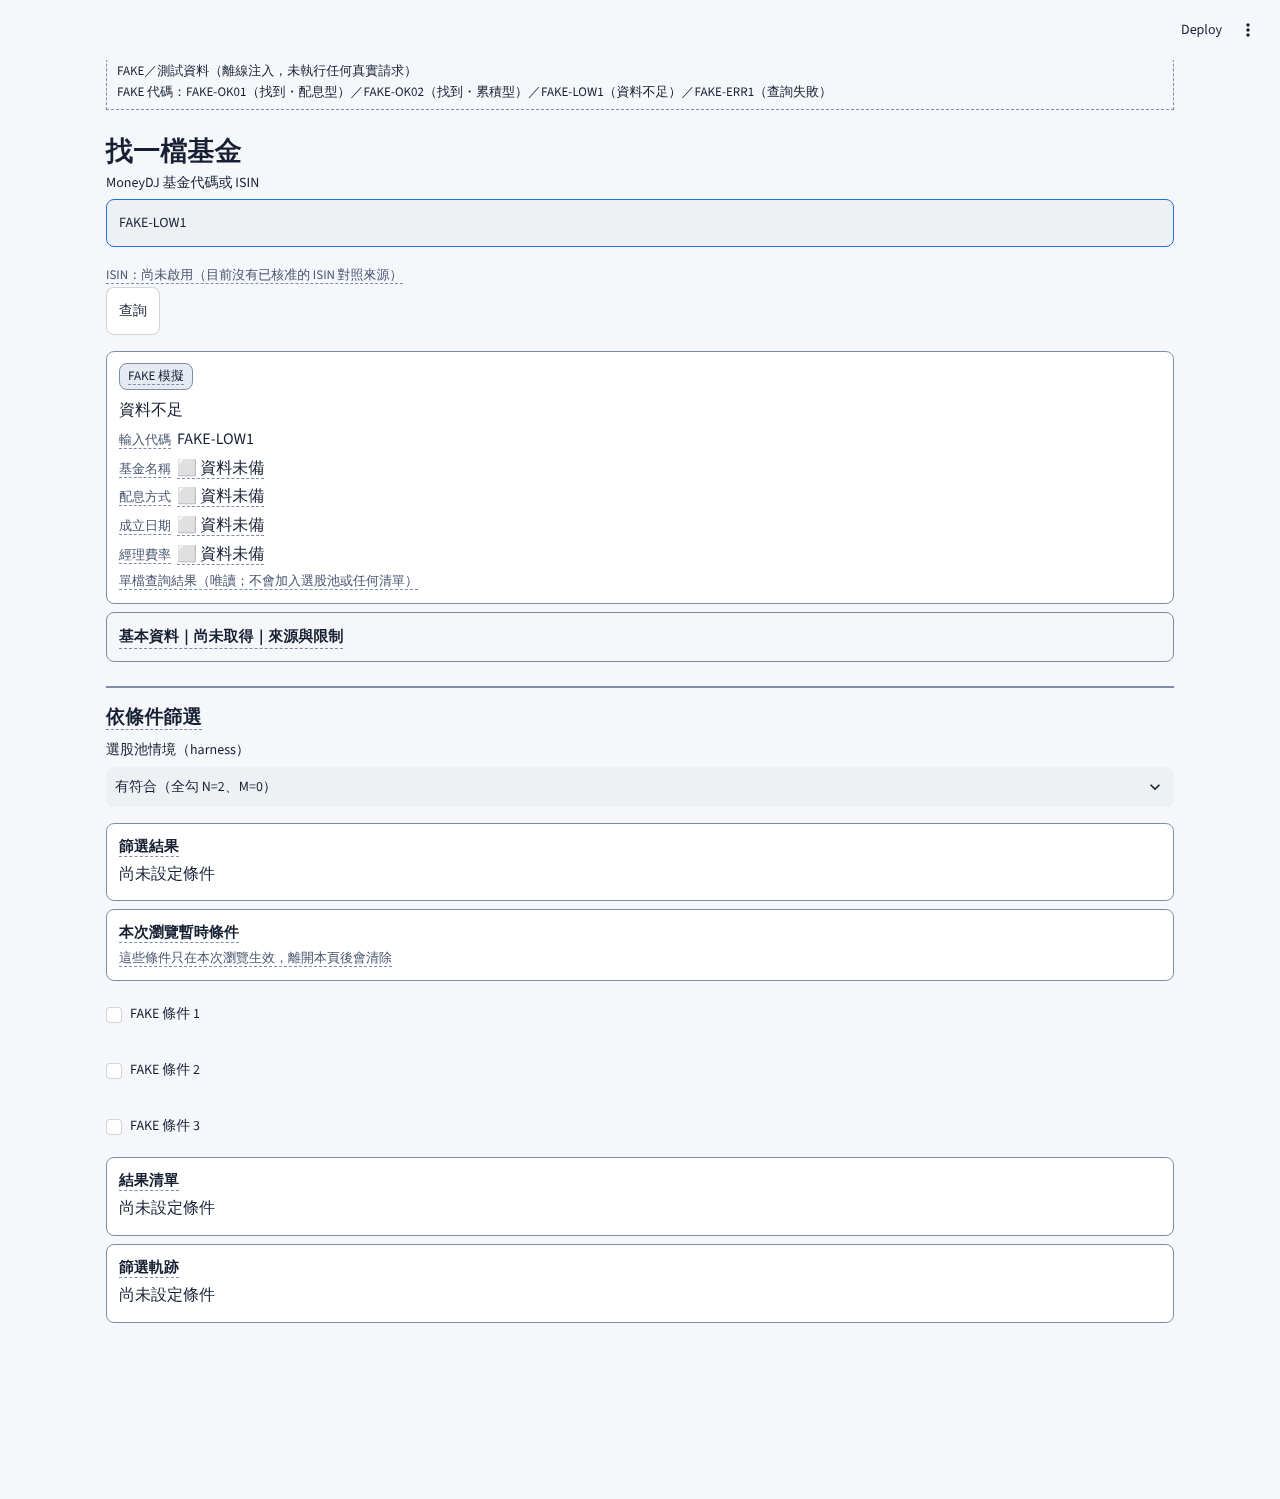 Deploy
FAKE／測試資料（離線注入，未執行任何真實請求）
FAKE 代碼：FAKE-OK01（找到・配息型）／FAKE-OK02（找到・累積型）／FAKE-LOW1（資料不足）／FAKE-ERR1（查詢失敗）
找一檔基金
MoneyDJ 基金代碼或 ISIN
FAKE-LOW1
ISIN：尚未啟用（目前沒有已核准的 ISIN 對照來源）
查詢
FAKE 模擬
資料不足
輸入代碼 FAKE-LOW1
基金名稱 ⬜ 資料未備
配息方式 ⬜ 資料未備
成立日期 ⬜ 資料未備
經理費率 ⬜ 資料未備
單檔查詢結果（唯讀；不會加入選股池或任何清單）
基本資料｜尚未取得｜來源與限制
依條件篩選
選股池情境（harness）
有符合（全勾 N=2、M=0）
篩選結果
尚未設定條件
本次瀏覽暫時條件
這些條件只在本次瀏覽生效，離開本頁後會清除
FAKE 條件 1
FAKE 條件 2
FAKE 條件 3
結果清單
尚未設定條件
篩選軌跡
尚未設定條件